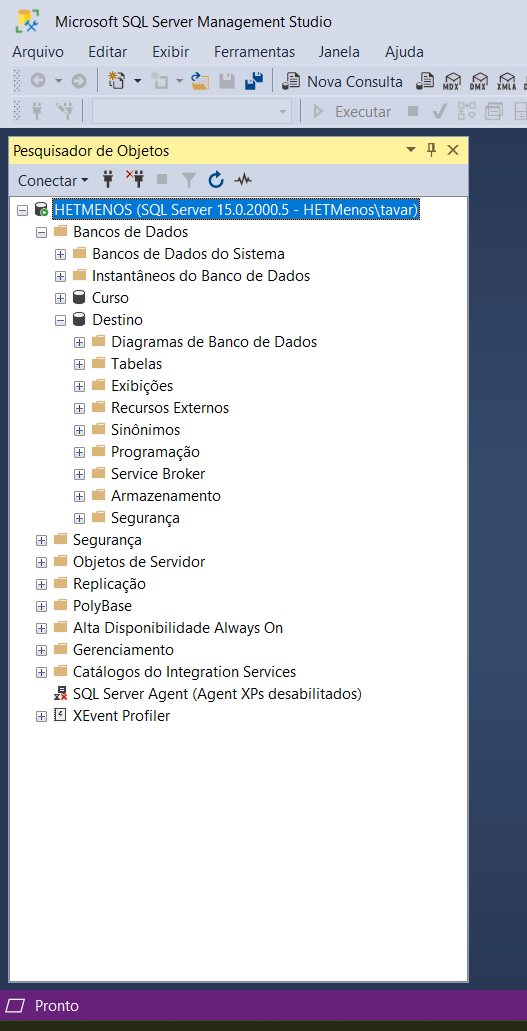 Microsoft SQL Server Management Studio
Arquivo Editar Exibir Ferramentas Janela Ajuda
Nova Consulta MDX DMX XMLA
Executar
Pesquisador de Objetos
Conectar
HETMENOS (SQL Server 15.0.2000.5 - HETMenos\tavar)
Bancos de Dados
Bancos de Dados do Sistema
Instantâneos do Banco de Dados
Curso
Destino
Diagramas de Banco de Dados
Tabelas
Exibições
Recursos Externos
Sinônimos
Programação
Service Broker
Armazenamento
Segurança
Segurança
Objetos de Servidor
Replicação
PolyBase
Alta Disponibilidade Always On
Gerenciamento
Catálogos do Integration Services
SQL Server Agent (Agent XPs desabilitados)
XEvent Profiler
Pronto